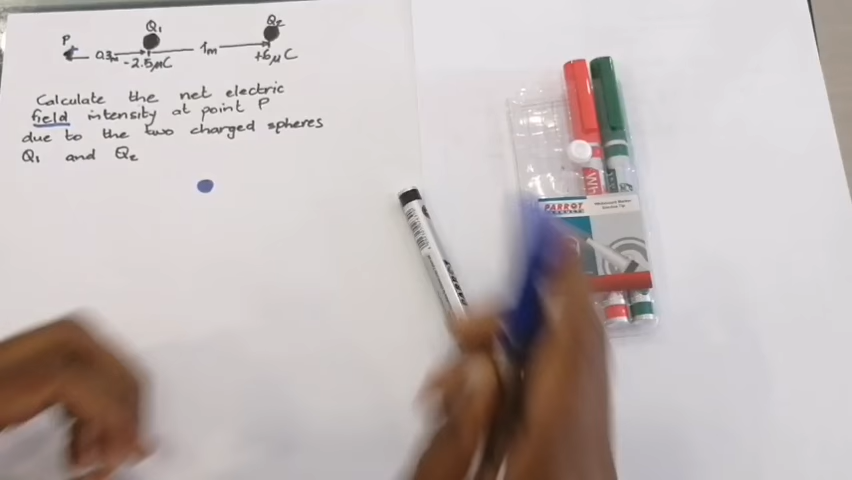 P Q₁ Q₂
0.3m 1m
-2.5μC +6μC
Calculate the net electric
field intensity at point P
due to the two charged spheres
Q₁ and Q₂
PARROT